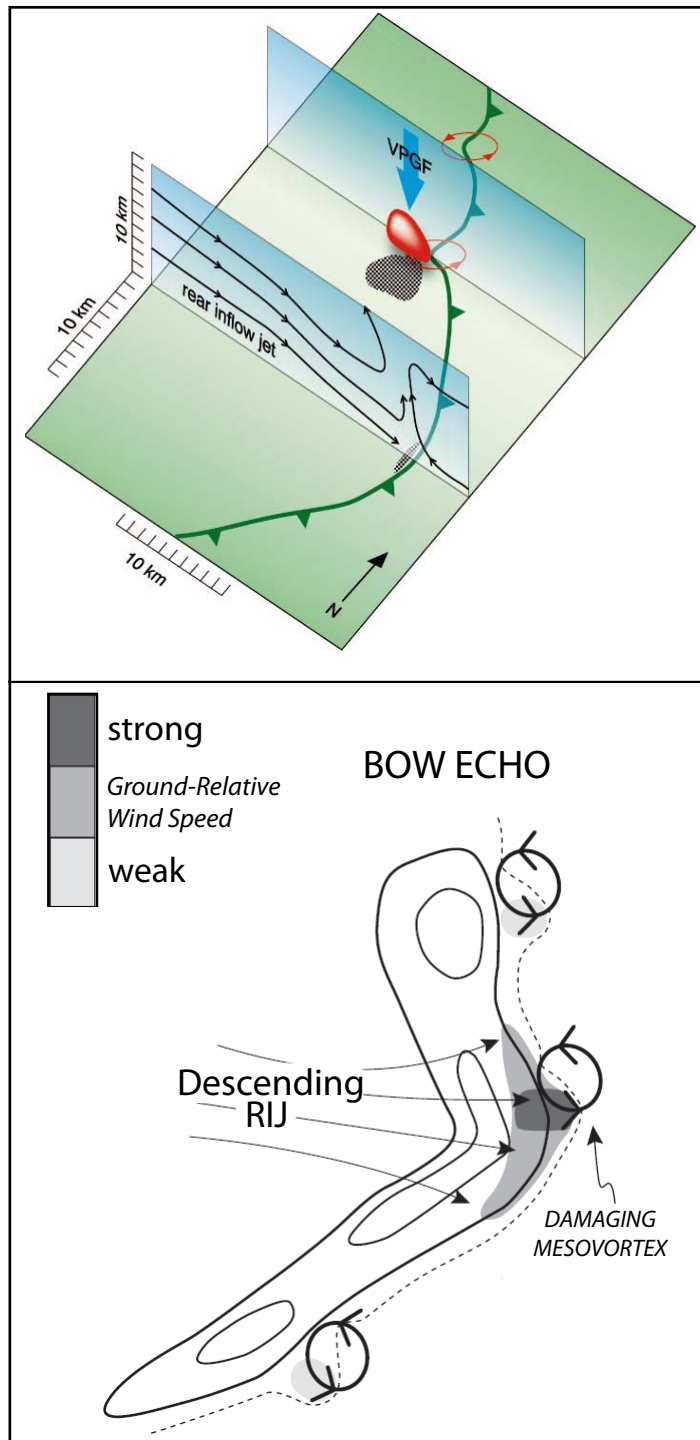 VPGF
10 km
10 km
rear inflow jet
10 km
N
strong
Ground-Relative
Wind Speed
weak
BOW ECHO
Descending
RIJ
DAMAGING
MESOVORTEX